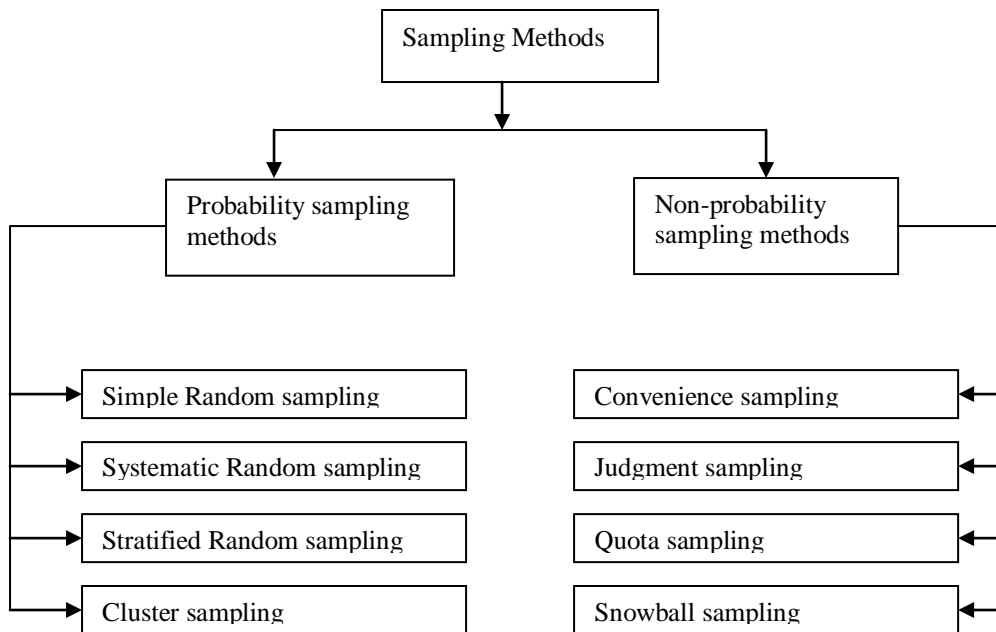 Sampling Methods
Probability sampling
methods
Non-probability
sampling methods
Simple Random sampling
Systematic Random sampling
Stratified Random sampling
Cluster sampling
Convenience sampling
Judgment sampling
Quota sampling
Snowball sampling